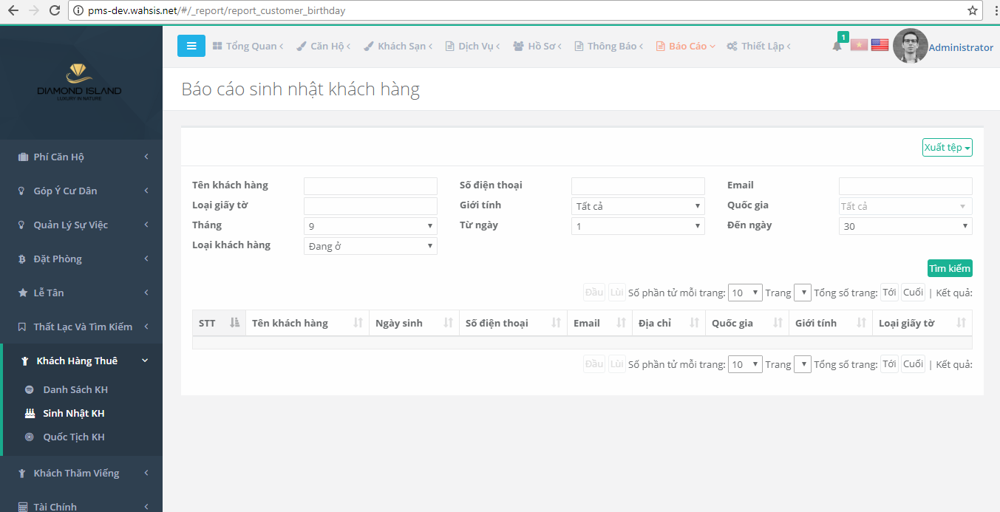 pms-dev.wahsis.net/#/_report/report_customer_birthday
DIAMOND ISLAND
LUXURY IN NATURE
Tổng Quan Căn Hộ Khách Sạn Dịch Vụ Hồ Sơ Thông Báo Báo Cáo Thiết Lập 1 Administrator
Báo cáo sinh nhật khách hàng
Phí Căn Hộ
Góp Ý Cư Dân
Quản Lý Sự Việc
Đặt Phòng
Lễ Tân
Thất Lạc Và Tìm Kiếm
Khách Hàng Thuê
Danh Sách KH
Sinh Nhật KH
Quốc Tịch KH
Khách Thăm Viếng
Tài Chính
Xuất tệp
Tên khách hàng Số điện thoại Email
Loại giấy tờ Giới tính Tất cả Quốc gia Tất cả
Tháng 9 Từ ngày 1 Đến ngày 30
Loại khách hàng Đang ở
Tìm kiếm
Đầu Lùi Số phần tử mỗi trang: 10 Trang Tổng số trang: Tới Cuối | Kết quả:
STT Tên khách hàng Ngày sinh Số điện thoại Email Địa chỉ Quốc gia Giới tính Loại giấy tờ
Đầu Lùi Số phần tử mỗi trang: 10 Trang Tổng số trang: Tới Cuối | Kết quả: